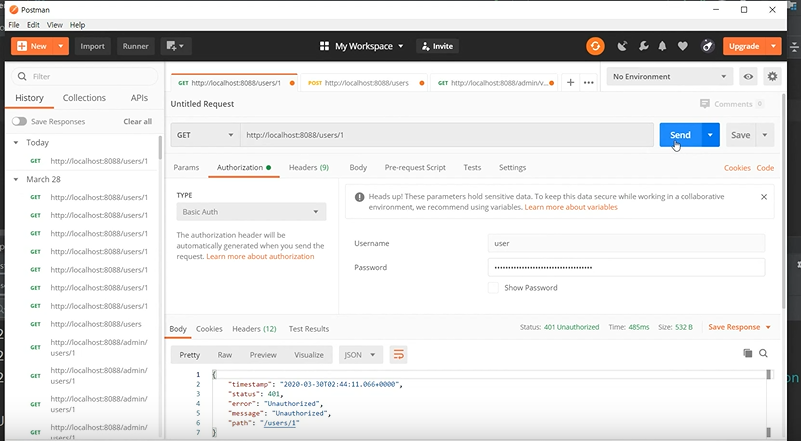 Postman
File Edit View Help
New Import Runner My Workspace Invite Upgrade
Filter
History Collections APIs
Save Responses Clear all
Today
GET http://localhost:8088/users/1
March 28
GET http://localhost:8088/users/1
GET http://localhost:8088/users/1
GET http://localhost:8088/users/1
GET http://localhost:8088/users/1
GET http://localhost:8088/users/1
GET http://localhost:8088/users/1
GET http://localhost:8088/users/1
GET http://localhost:8088/users
GET http://localhost:8088/admin/
users/1
GET http://localhost:8088/admin/
users/1
GET http://localhost:8088/admin/
users/1
GET http://localhost:8088/admin/
users/1
GET http://localhost:8088/users/1 POST http://localhost:8088/users GET http://localhost:8088/admin/v... No Environment
Untitled Request Comments 0
GET http://localhost:8088/users/1 Send Save
Params Authorization Headers (9) Body Pre-request Script Tests Settings Cookies Code
TYPE
Basic Auth
The authorization header will be
automatically generated when you send the
request. Learn more about authorization
Heads up! These parameters hold sensitive data. To keep this data secure while working in a collaborative
environment, we recommend using variables. Learn more about variables
Username user
Password
Show Password
Body Cookies Headers (12) Test Results Status: 401 Unauthorized Time: 485ms Size: 532 B Save Response
Pretty Raw Preview Visualize JSON
1 {
2 "timestamp": "2020-03-30T02:44:11.066+0000",
3 "status": 401,
4 "error": "Unauthorized",
5 "message": "Unauthorized",
6 "path": "/users/1"
7 }
on